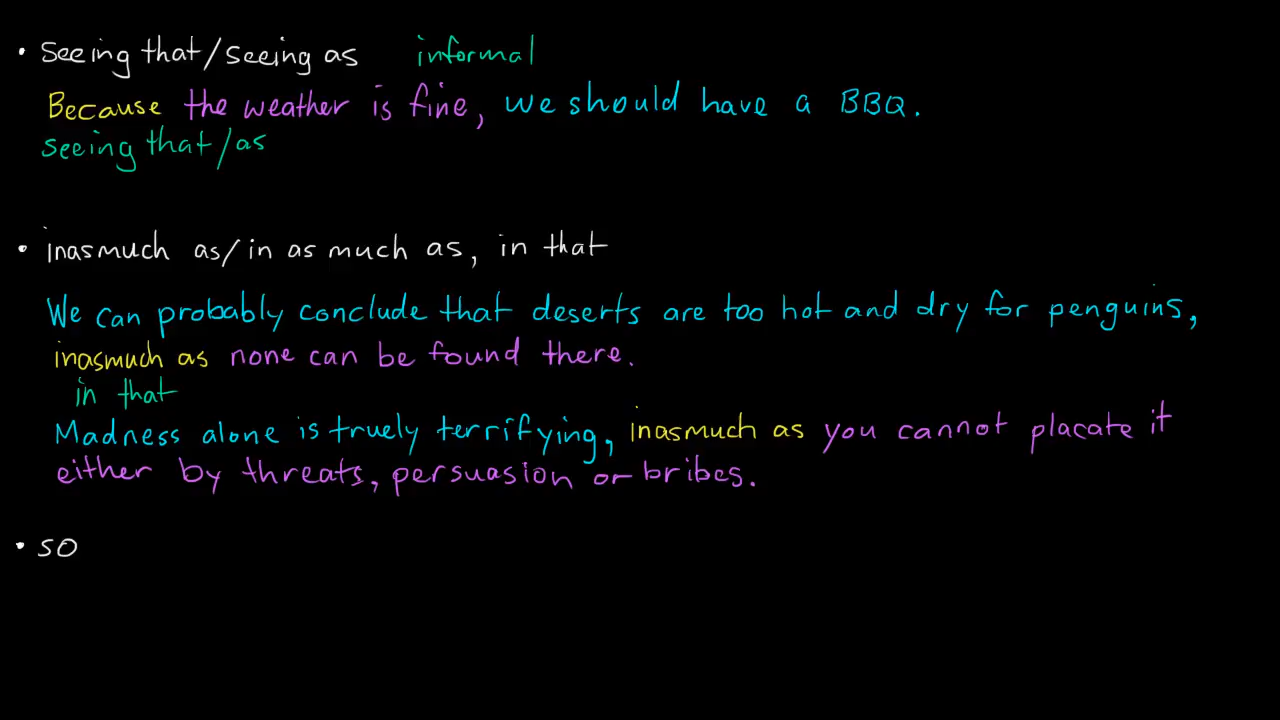 • seeing that/seeing as informal
Because the weather is fine, we should have a BBQ.
seeing that/as
• inasmuch as/in as much as, in that
We can probably conclude that deserts are too hot and dry for penguins,
inasmuch as none can be found there.
in that
Madness alone is truely terrifying, inasmuch as you cannot placate it
either by threats, persuasion or bribes.
• so